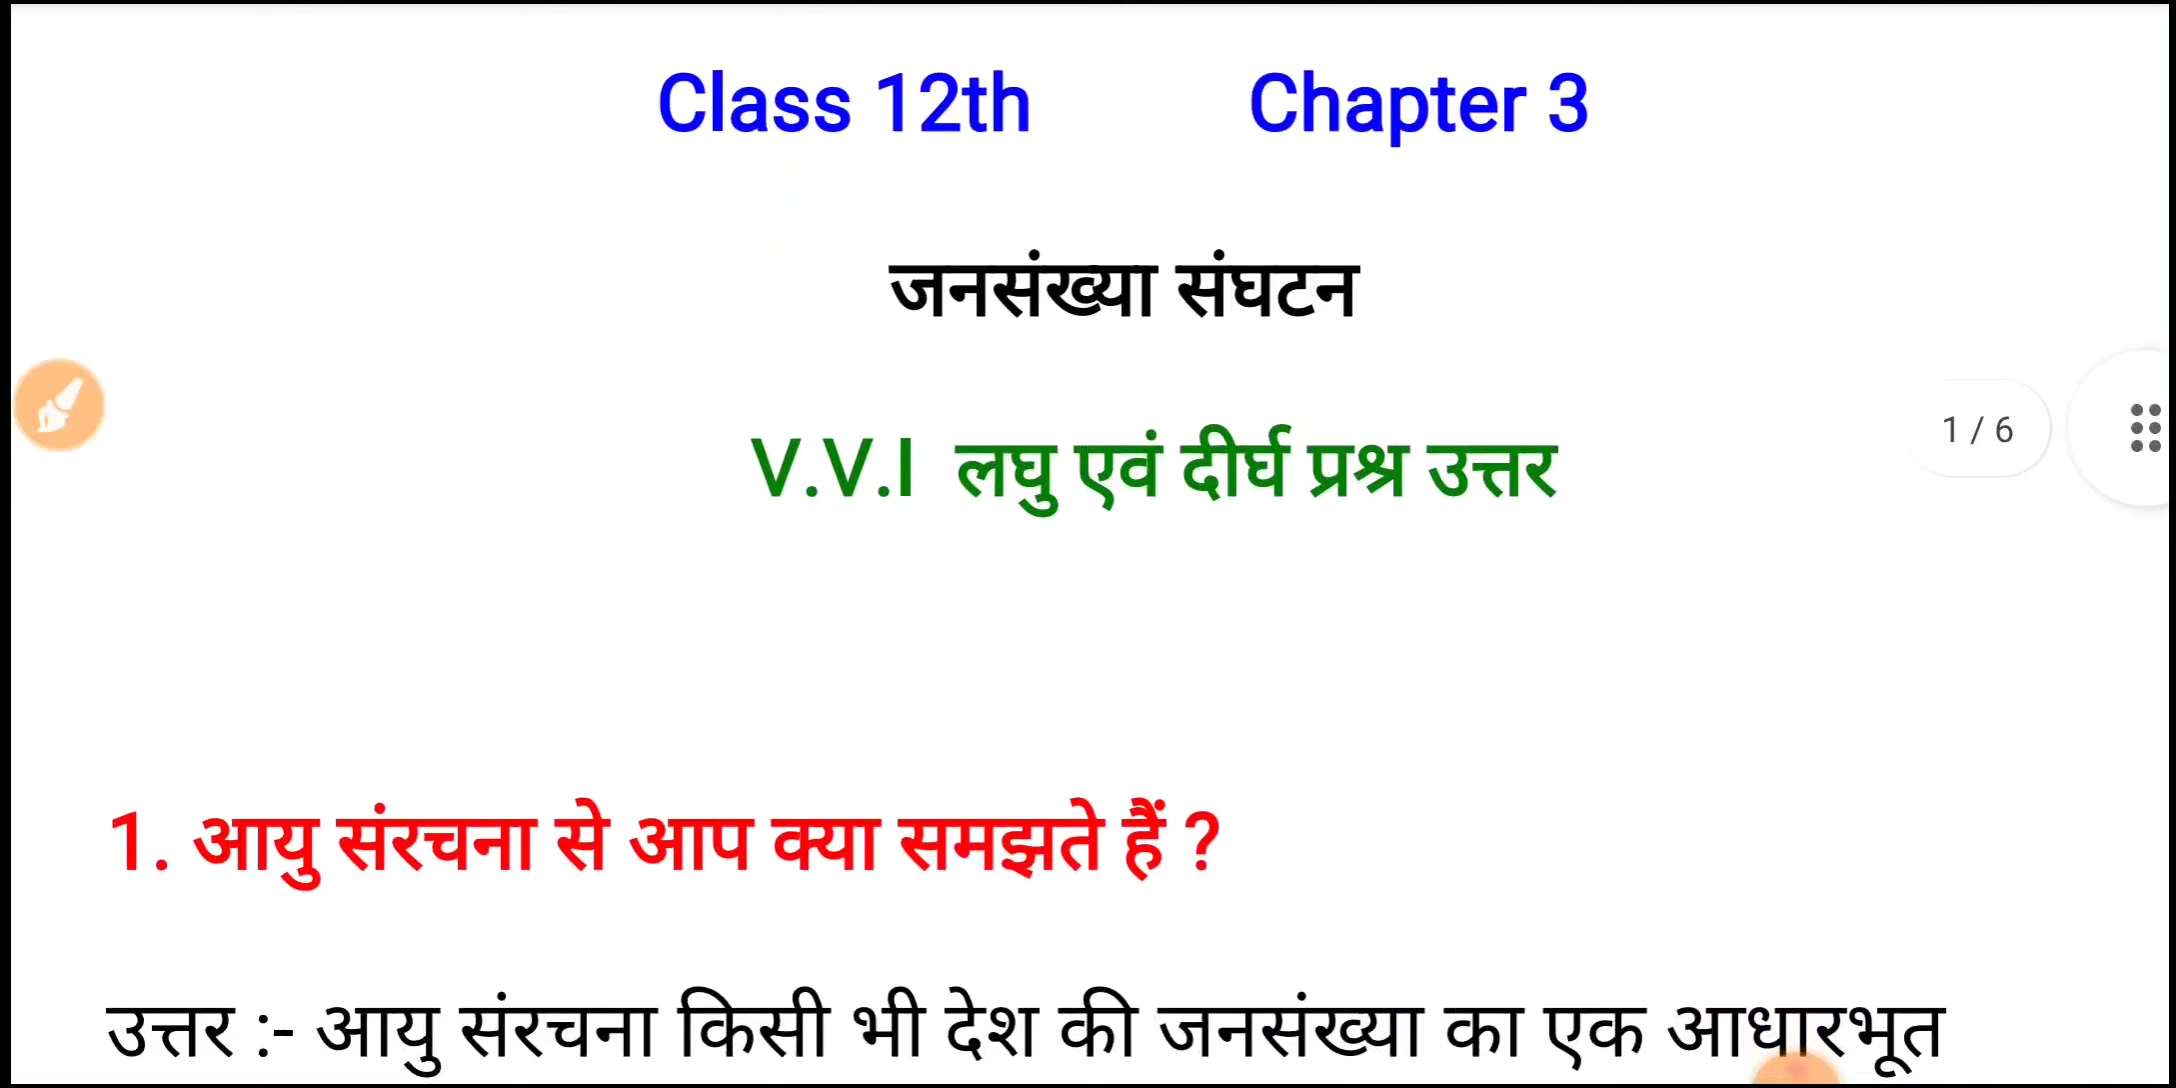 Class 12th Chapter 3
जनसंख्या संघटन
V.V.I लघु एवं दीर्घ प्रश्न उत्तर
1 / 6
1. आयु संरचना से आप क्या समझते हैं ?
उत्तर :- आयु संरचना किसी भी देश की जनसंख्या का एक आधारभूत